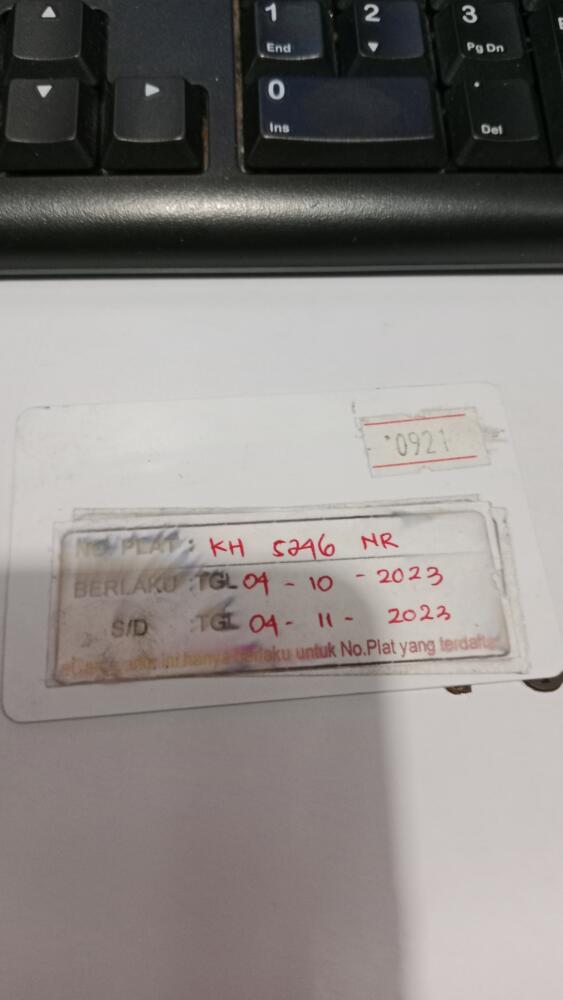 1 2 3
End ▼ Pg Dn
0 .
Ins Del
0921
NO. PLAT : KH 5246 NR
BERLAKU : TGL 04 - 10 - 2023
S/D : TGL 04 - 11 - 2023
ini hanya berlaku untuk No.Plat yang terdaftar